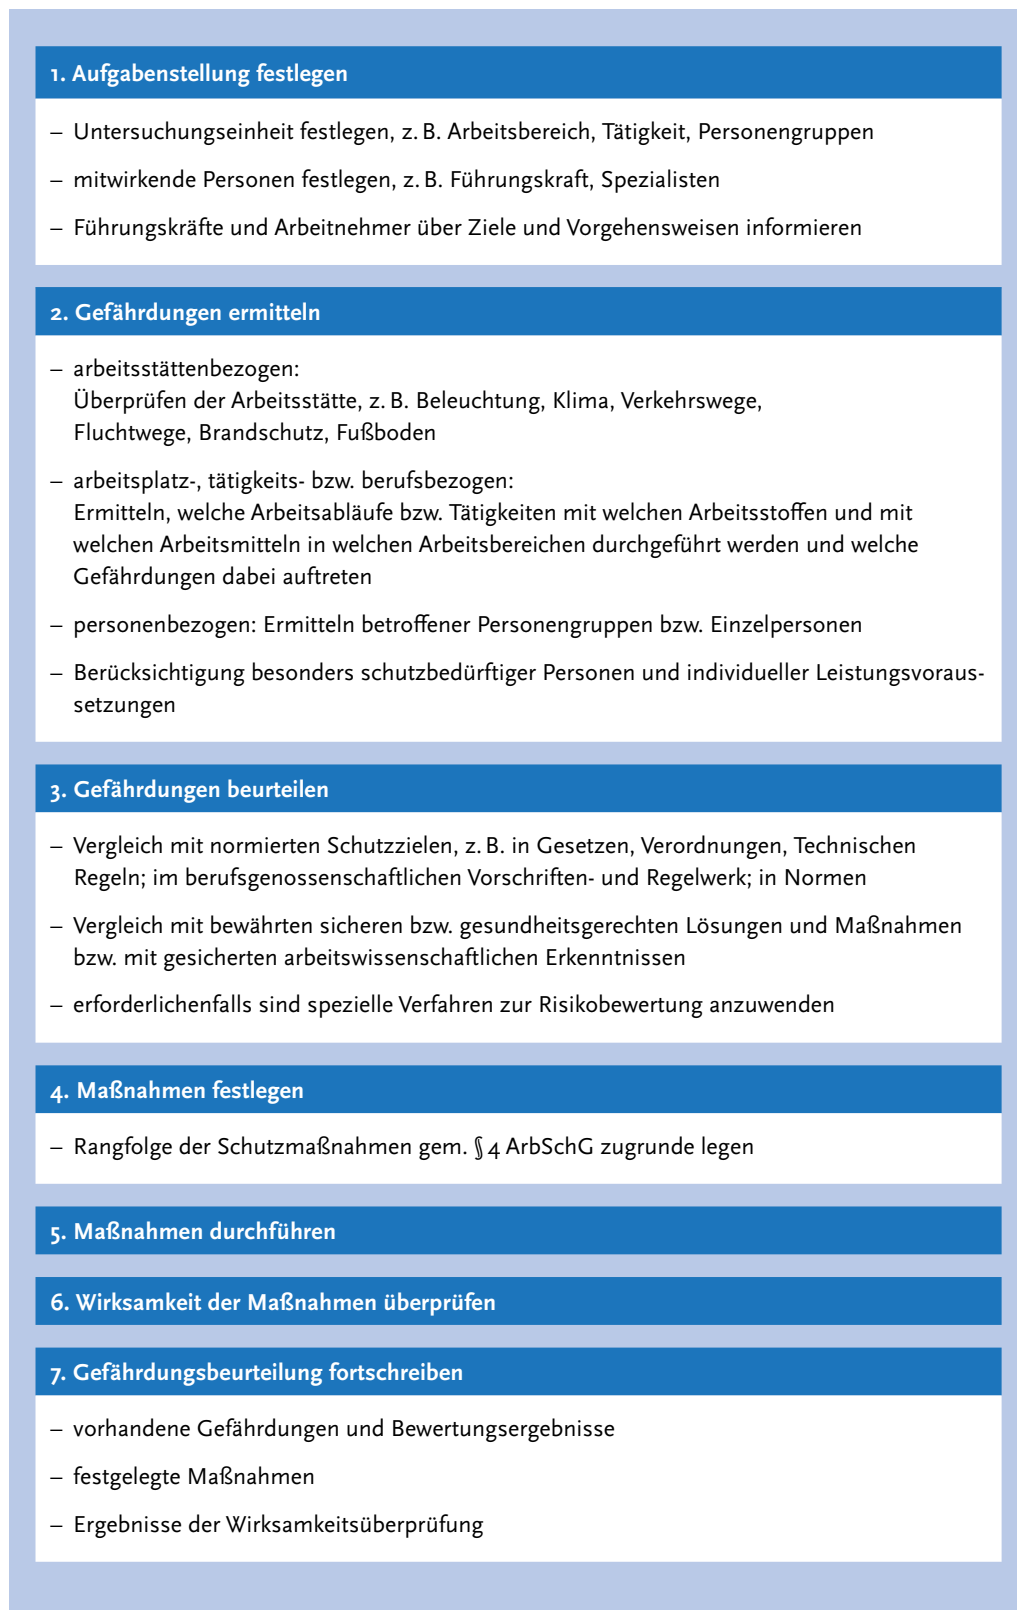 1. Aufgabenstellung festlegen
– Untersuchungseinheit festlegen, z. B. Arbeitsbereich, Tätigkeit, Personengruppen
– mitwirkende Personen festlegen, z. B. Führungskraft, Spezialisten
– Führungskräfte und Arbeitnehmer über Ziele und Vorgehensweisen informieren
2. Gefährdungen ermitteln
– arbeitsstättenbezogen:
Überprüfen der Arbeitsstätte, z. B. Beleuchtung, Klima, Verkehrswege,
Fluchtwege, Brandschutz, Fußboden
– arbeitsplatz-, tätigkeits- bzw. berufsbezogen:
Ermitteln, welche Arbeitsabläufe bzw. Tätigkeiten mit welchen Arbeitsstoffen und mit
welchen Arbeitsmitteln in welchen Arbeitsbereichen durchgeführt werden und welche
Gefährdungen dabei auftreten
– personenbezogen: Ermitteln betroffener Personengruppen bzw. Einzelpersonen
– Berücksichtigung besonders schutzbedürftiger Personen und individueller Leistungsvoraus-
setzungen
3. Gefährdungen beurteilen
– Vergleich mit normierten Schutzzielen, z. B. in Gesetzen, Verordnungen, Technischen
Regeln; im berufsgenossenschaftlichen Vorschriften- und Regelwerk; in Normen
– Vergleich mit bewährten sicheren bzw. gesundheitsgerechten Lösungen und Maßnahmen
bzw. mit gesicherten arbeitswissenschaftlichen Erkenntnissen
– erforderlichenfalls sind spezielle Verfahren zur Risikobewertung anzuwenden
4. Maßnahmen festlegen
– Rangfolge der Schutzmaßnahmen gem. § 4 ArbSchG zugrunde legen
5. Maßnahmen durchführen
6. Wirksamkeit der Maßnahmen überprüfen
7. Gefährdungsbeurteilung fortschreiben
– vorhandene Gefährdungen und Bewertungsergebnisse
– festgelegte Maßnahmen
– Ergebnisse der Wirksamkeitsüberprüfung